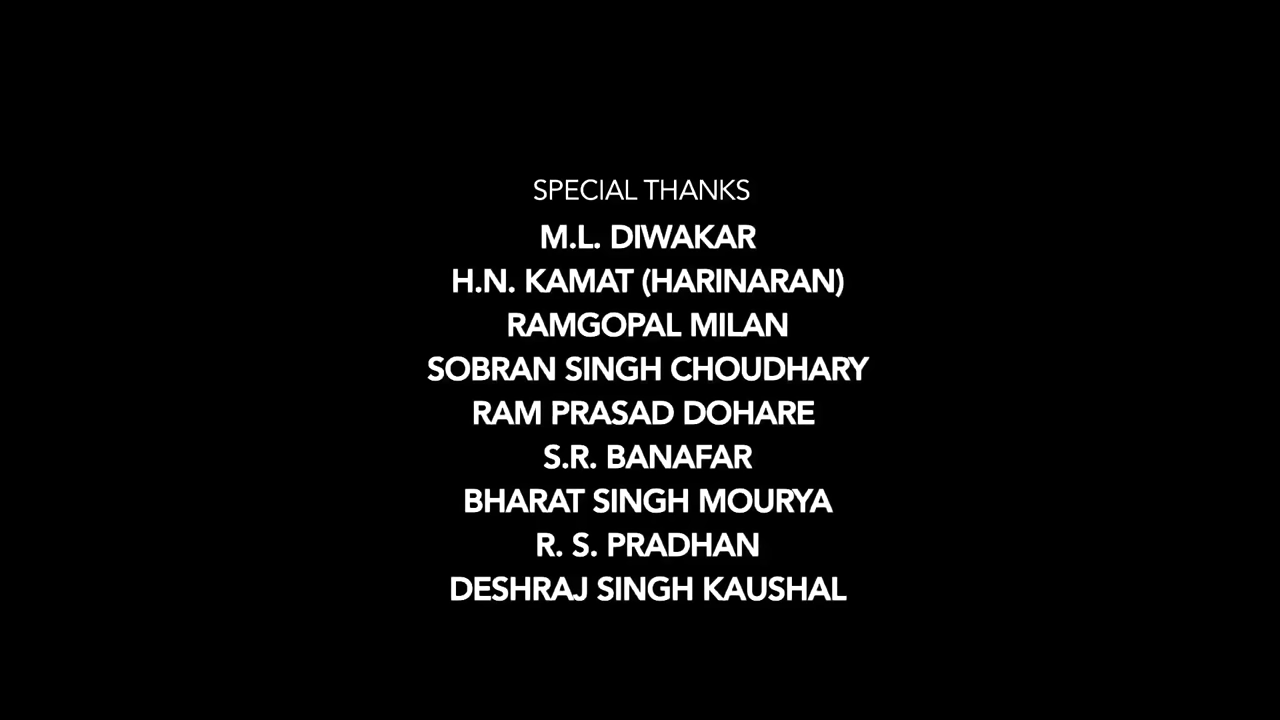 SPECIAL THANKS
M.L. DIWAKAR
H.N. KAMAT (HARINARAN)
RAMGOPAL MILAN
SOBRAN SINGH CHOUDHARY
RAM PRASAD DOHARE
S.R. BANAFAR
BHARAT SINGH MOURYA
R. S. PRADHAN
DESHRAJ SINGH KAUSHAL